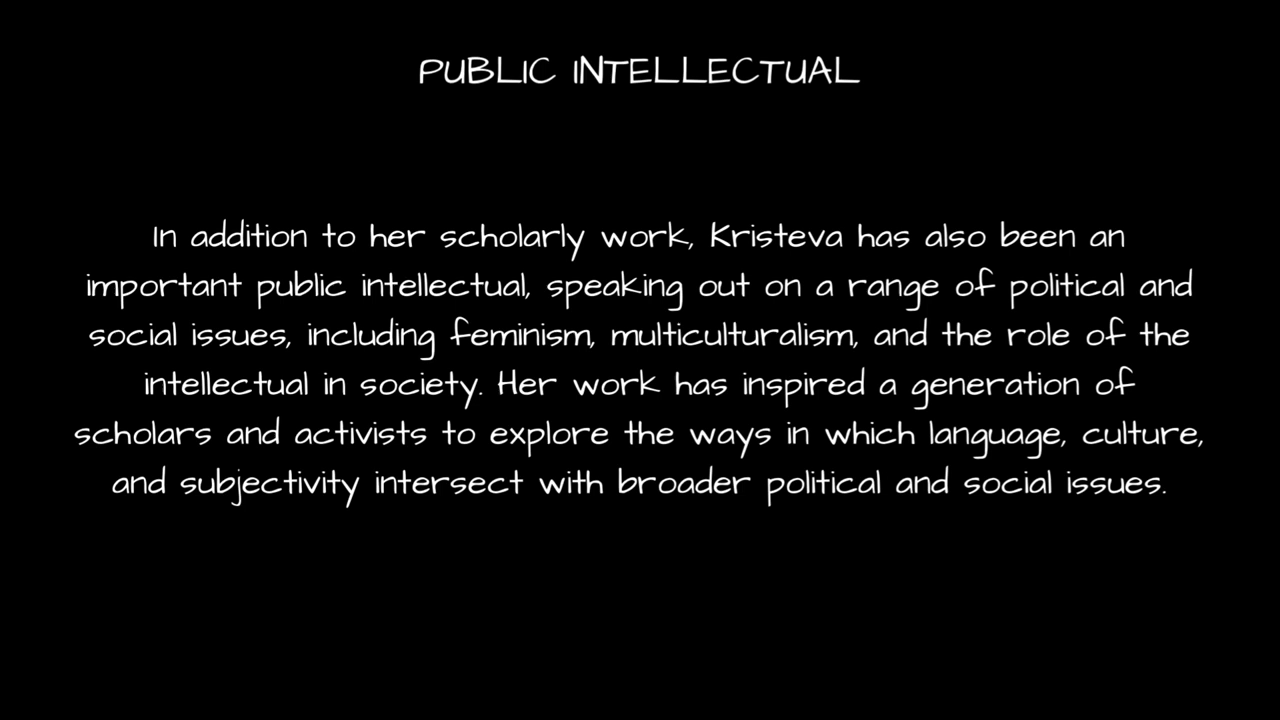 PUBLIC INTELLECTUAL
In addition to her scholarly work, Kristeva has also been an
important public intellectual, speaking out on a range of political and
social issues, including feminism, multiculturalism, and the role of the
intellectual in society. Her work has inspired a generation of
scholars and activists to explore the ways in which language, culture,
and subjectivity intersect with broader political and social issues.